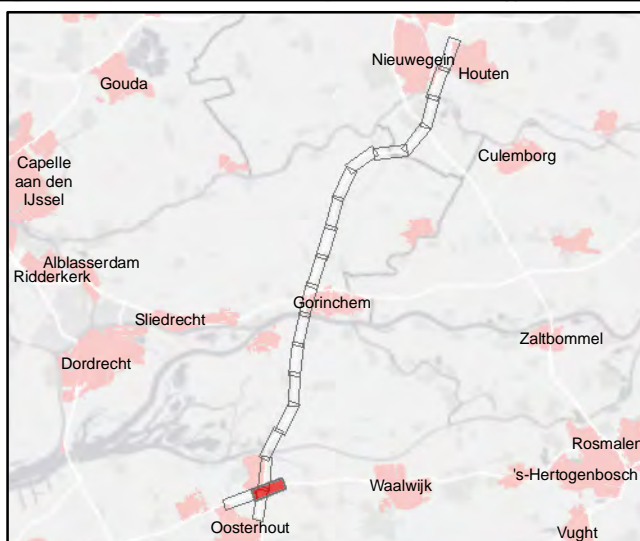 Nieuwegein
Houten
Gouda
Culemborg
Capelle
aan den
IJssel
Alblasserdam
Ridderkerk
Sliedrecht
Gorinchem
Zaltbommel
Dordrecht
Rosmalen
's-Hertogenbosch
Waalwijk
Oosterhout
Vught